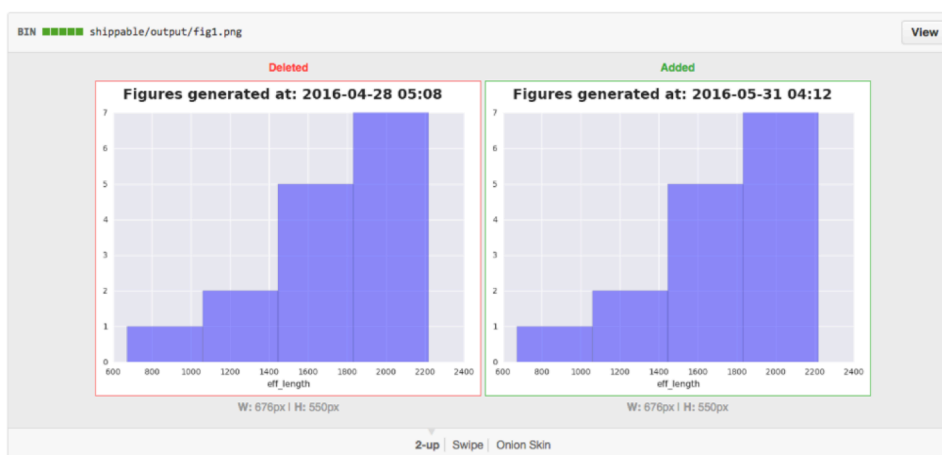 BIN shippable/output/fig1.png View
Deleted Added
Figures generated at: 2016-04-28 05:08
7
6
5
4
3
2
1
0
600 800 1000 1200 1400 1600 1800 2000 2200 2400
eff_length
W: 676px | H: 550px
Figures generated at: 2016-05-31 04:12
7
6
5
4
3
2
1
0
600 800 1000 1200 1400 1600 1800 2000 2200 2400
eff_length
W: 676px | H: 550px
2-up Swipe Onion Skin